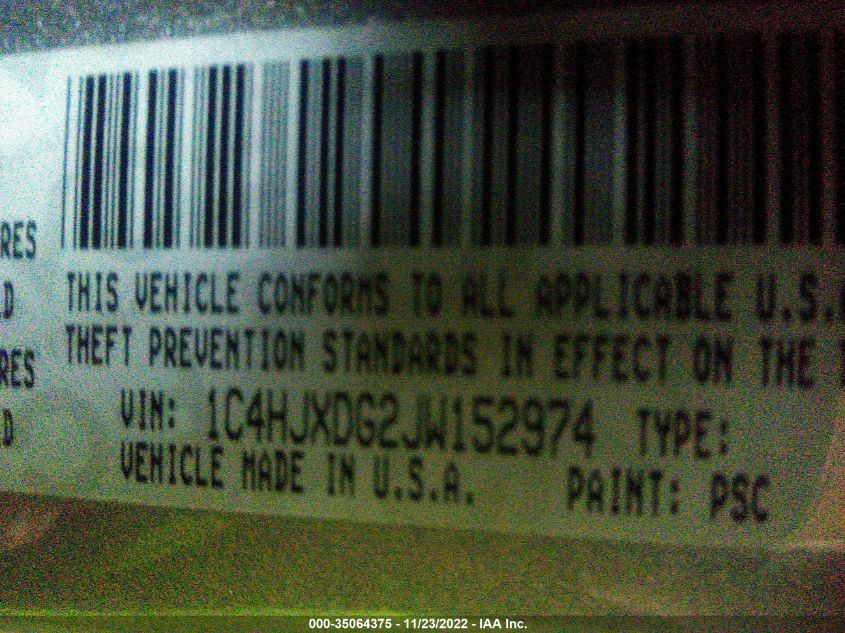 RES
D
RES
D
THIS VEHICLE CONFORMS TO ALL APPLICABLE U.S.A
THEFT PREVENTION STANDARDS IN EFFECT ON THE
VIN: 1C4HJXDG2JW152974 TYPE:
VEHICLE MADE IN U.S.A. PAINT: PSC
000-35064375 - 11/23/2022 - IAA Inc.